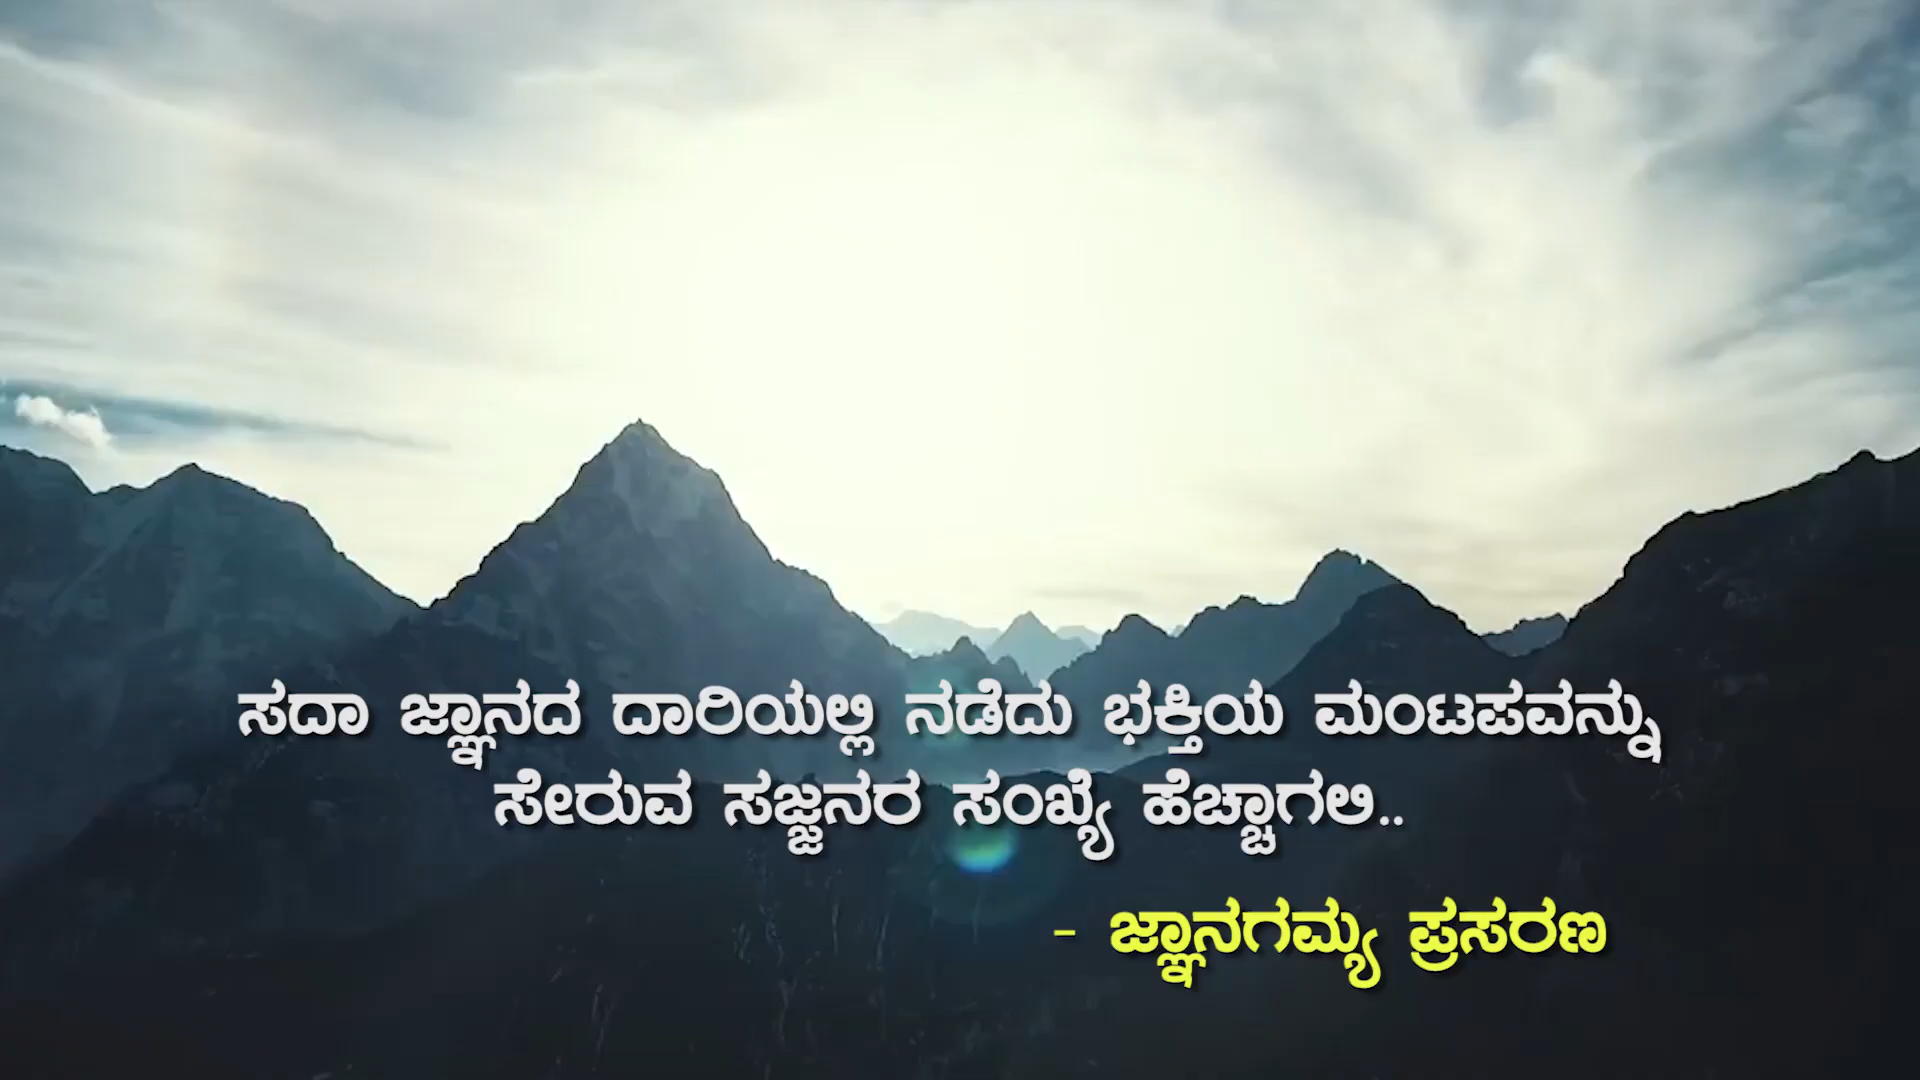 ಸದಾ ಜ್ಞಾನದ ದಾರಿಯಲ್ಲಿ ನಡೆದು ಭಕ್ತಿಯ ಮಂಟಪವನ್ನು
ಸೇರುವ ಸಜ್ಜನರ ಸಂಖ್ಯೆ ಹೆಚ್ಚಾಗಲಿ..
- ಜ್ಞಾನಗಮ್ಯ ಪ್ರಸರಣ